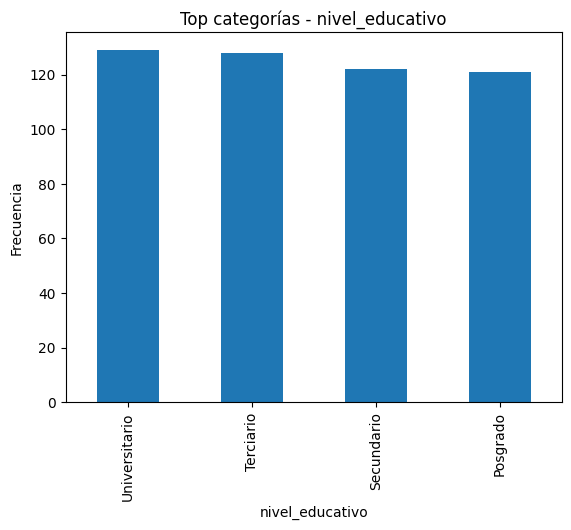 Top categorías - nivel_educativo
Frecuencia
120
100
80
60
40
20
0
Universitario
Terciario
Secundario
Posgrado
nivel_educativo